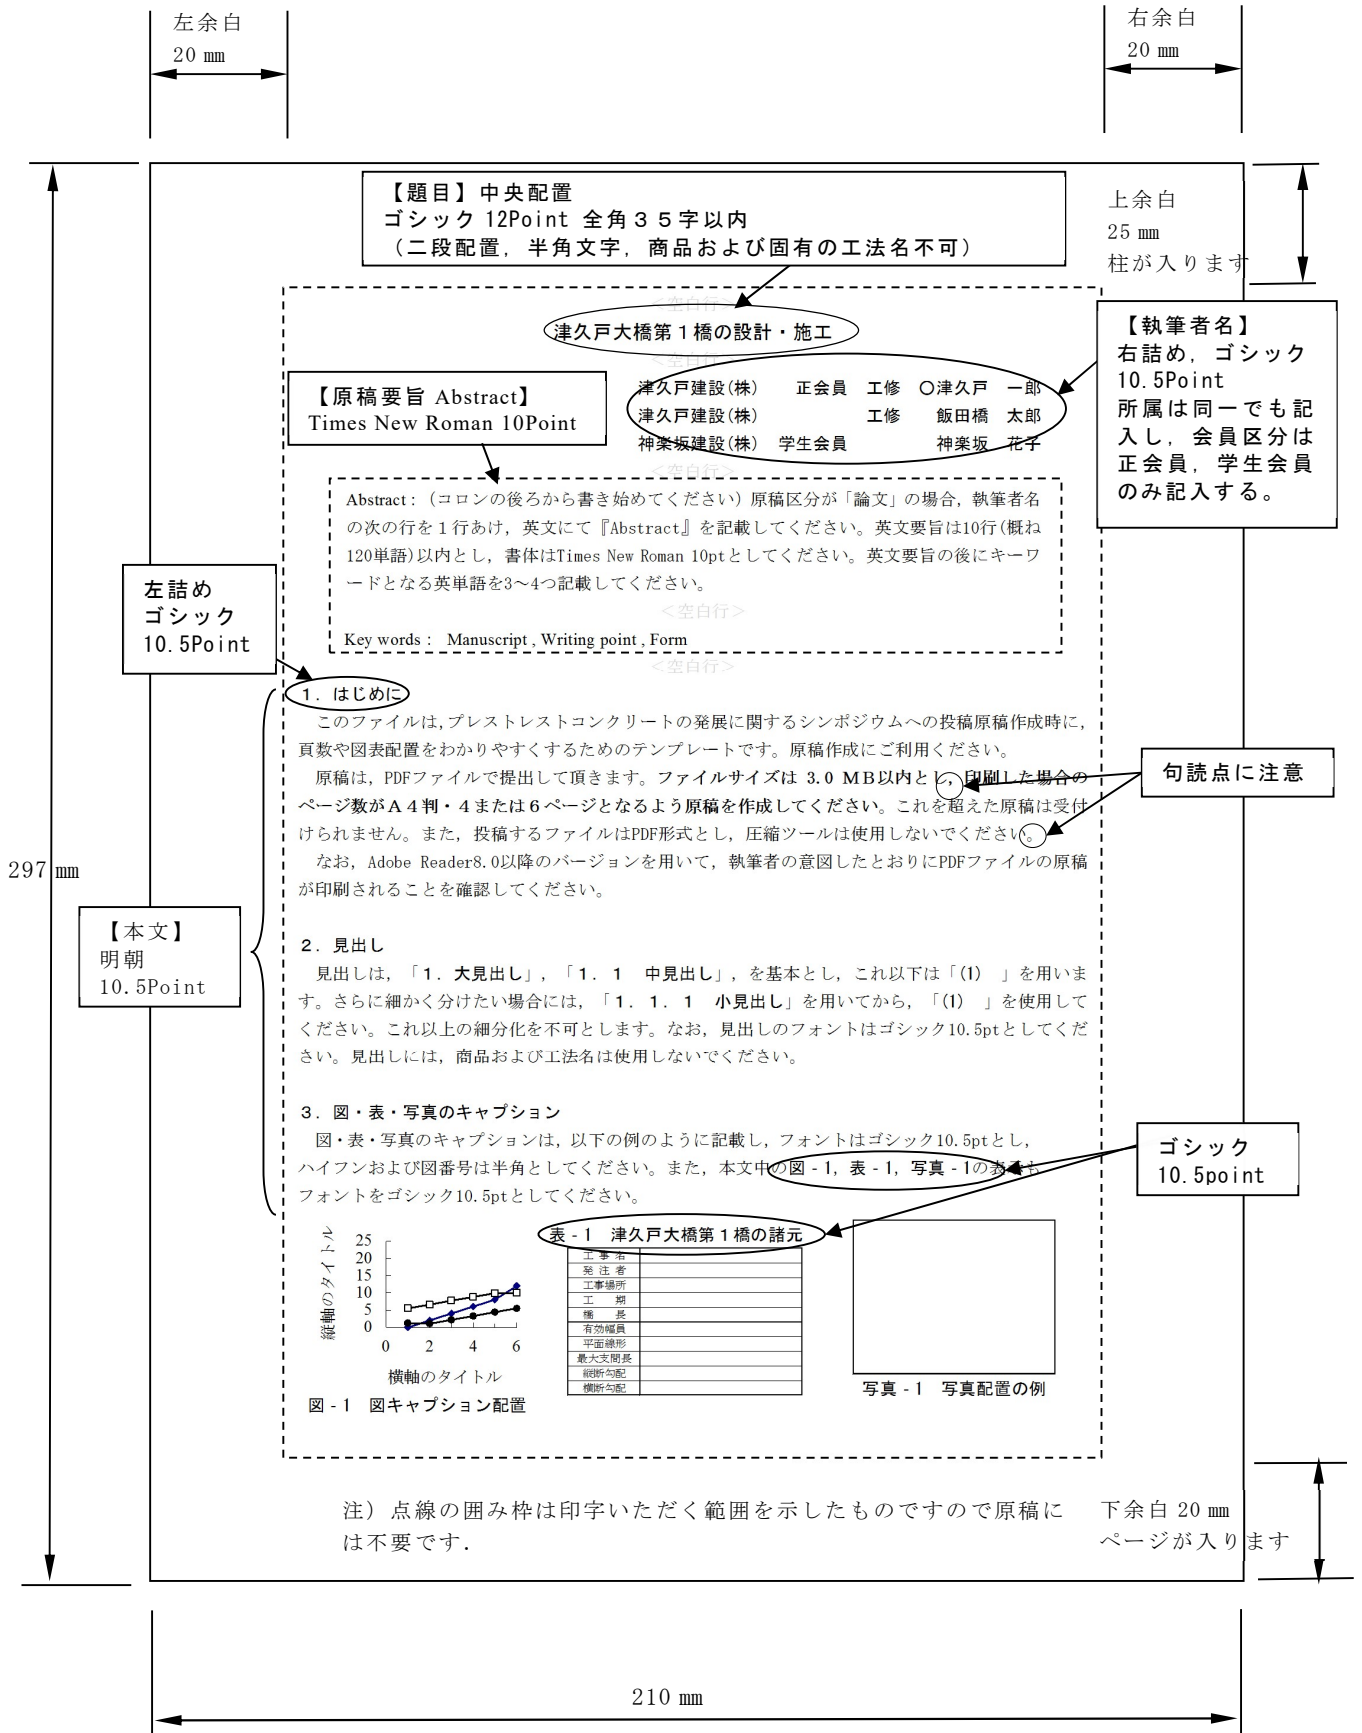 左余白
20 mm
右余白
20 mm
【題目】中央配置
ゴシック 12Point 全角３５字以内
（二段配置，半角文字，商品および固有の工法名不可）
上余白
25 mm
柱が入ります
＜空白行＞
津久戸大橋第１橋の設計・施工
＜空白行＞
【執筆者名】
右詰め，ゴシック
10.5Point
所属は同一でも記
入し，会員区分は
正会員，学生会員
のみ記入する。
【原稿要旨 Abstract】
Times New Roman 10Point
津久戸建設(株)　正会員　工修　○津久戸　一郎
津久戸建設(株)　工修　飯田橋　太郎
神楽坂建設(株)　学生会員　神楽坂　花子
＜空白行＞
Abstract：（コロンの後ろから書き始めてください）原稿区分が「論文」の場合，執筆者名
の次の行を１行あけ，英文にて『Abstract』を記載してください。英文要旨は10行(概ね
120単語)以内とし，書体はTimes New Roman 10ptとしてください。英文要旨の後にキーワ
ードとなる英単語を3～4つ記載してください。
＜空白行＞
Key words： Manuscript , Writing point , Form
＜空白行＞
左詰め
ゴシック
10.5Point
１．はじめに
このファイルは，プレストレストコンクリートの発展に関するシンポジウムへの投稿原稿作成時に，
頁数や図表配置をわかりやすくするためのテンプレートです。原稿作成にご利用ください。
原稿は，PDFファイルで提出して頂きます。ファイルサイズは 3.0 ＭＢ以内とし，印刷した場合の
ページ数がＡ４判・４または６ページとなるよう原稿を作成してください。これを超えた原稿は受付
けられません。また，投稿するファイルはPDF形式とし，圧縮ツールは使用しないでください。
なお，Adobe Reader8.0以降のバージョンを用いて，執筆者の意図したとおりにPDFファイルの原稿
が印刷されることを確認してください。
句読点に注意
297 mm
【本文】
明朝
10.5Point
２．見出し
見出しは，「１．大見出し」，「１．１　中見出し」，を基本とし，これ以下は「(1)　」を用いま
す。さらに細かく分けたい場合には，「１．１．１　小見出し」を用いてから，「(1)　」を使用して
ください。これ以上の細分化を不可とします。なお，見出しのフォントはゴシック10.5ptとしてくだ
さい。見出しには，商品および工法名は使用しないでください。
３．図・表・写真のキャプション
図・表・写真のキャプションは，以下の例のように記載し，フォントはゴシック10.5ptとし，
ハイフンおよび図番号は半角としてください。また，本文中の図 - 1，表 - 1，写真 - 1の表示も
フォントをゴシック10.5ptとしてください。
ゴシック
10.5point
縦軸のタイトル
25
20
15
10
5
0
0 2 4 6
横軸のタイトル
図 - 1　図キャプション配置
表 - 1　津久戸大橋第１橋の諸元
工 事 名
発 注 者
工事場所
工　期
橋　長
有効幅員
平面線形
最大支間長
縦断勾配
横断勾配
写真 - 1　写真配置の例
注）点線の囲み枠は印字いただく範囲を示したものですので原稿に
は不要です．
下余白 20 mm
ページが入ります
210 mm